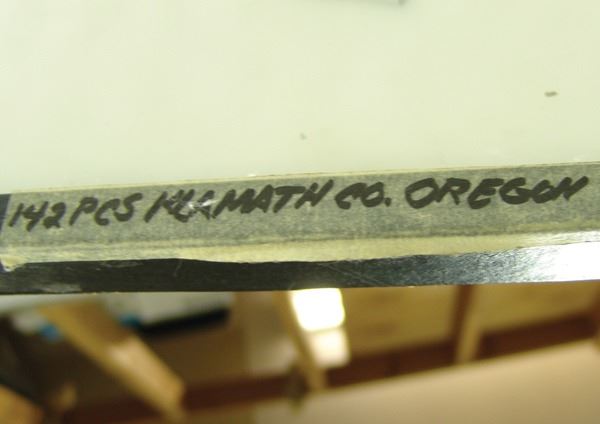 142 PCS KLAMATH CO. OREGON